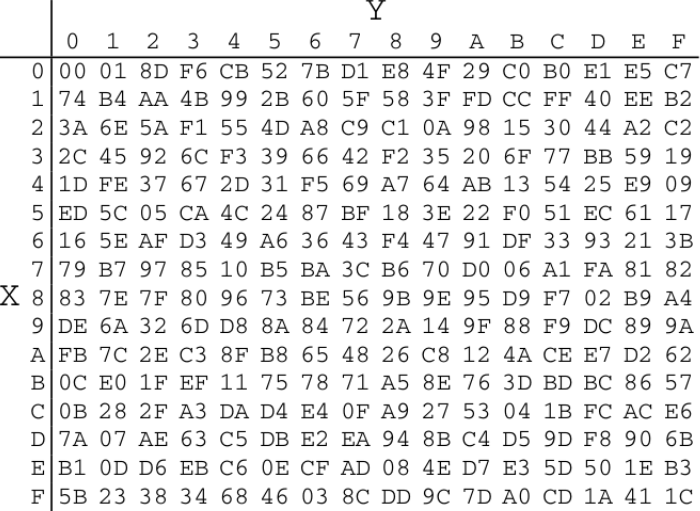 Y
0 1 2 3 4 5 6 7 8 9 A B C D E F
0 00 01 8D F6 CB 52 7B D1 E8 4F 29 C0 B0 E1 E5 C7
1 74 B4 AA 4B 99 2B 60 5F 58 3F FD CC FF 40 EE B2
2 3A 6E 5A F1 55 4D A8 C9 C1 0A 98 15 30 44 A2 C2
3 2C 45 92 6C F3 39 66 42 F2 35 20 6F 77 BB 59 19
4 1D FE 37 67 2D 31 F5 69 A7 64 AB 13 54 25 E9 09
5 ED 5C 05 CA 4C 24 87 BF 18 3E 22 F0 51 EC 61 17
6 16 5E AF D3 49 A6 36 43 F4 47 91 DF 33 93 21 3B
7 79 B7 97 85 10 B5 BA 3C B6 70 D0 06 A1 FA 81 82
X 8 83 7E 7F 80 96 73 BE 56 9B 9E 95 D9 F7 02 B9 A4
9 DE 6A 32 6D D8 8A 84 72 2A 14 9F 88 F9 DC 89 9A
A FB 7C 2E C3 8F B8 65 48 26 C8 12 4A CE E7 D2 62
B 0C E0 1F EF 11 75 78 71 A5 8E 76 3D BD BC 86 57
C 0B 28 2F A3 DA D4 E4 0F A9 27 53 04 1B FC AC E6
D 7A 07 AE 63 C5 DB E2 EA 94 8B C4 D5 9D F8 90 6B
E B1 0D D6 EB C6 0E CF AD 08 4E D7 E3 5D 50 1E B3
F 5B 23 38 34 68 46 03 8C DD 9C 7D A0 CD 1A 41 1C